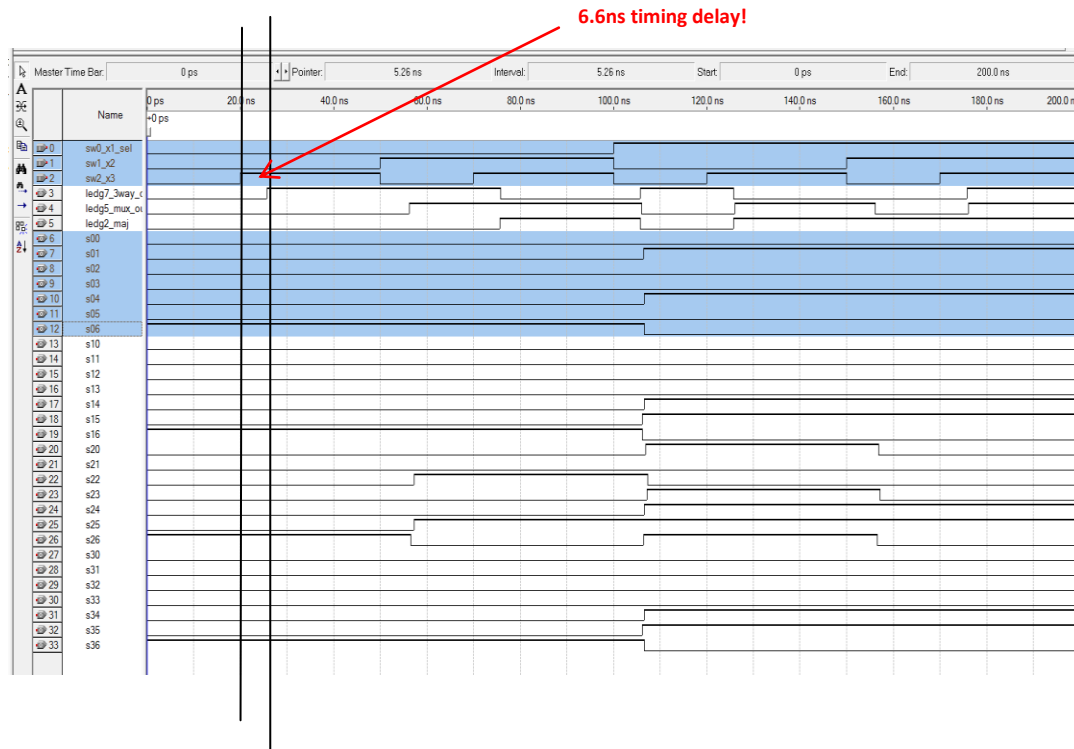 6.6ns timing delay!
Master Time Bar: 0 ps Pointer: 5.26 ns Interval: 5.26 ns Start: 0 ps End: 200.0 ns
Name
0 ps 20.0 ns 40.0 ns 60.0 ns 80.0 ns 100.0 ns 120.0 ns 140.0 ns 160.0 ns 180.0 ns 200.0 n
+0 ps
0 sw0_x1_sel
1 sw1_x2
2 sw2_x3
3 ledg7_3way_c
4 ledg5_mux_ou
5 ledg2_maj
6 s00
7 s01
8 s02
9 s03
10 s04
11 s05
12 s06
13 s10
14 s11
15 s12
16 s13
17 s14
18 s15
19 s16
20 s20
21 s21
22 s22
23 s23
24 s24
25 s25
26 s26
27 s30
28 s31
29 s32
30 s33
31 s34
32 s35
33 s36